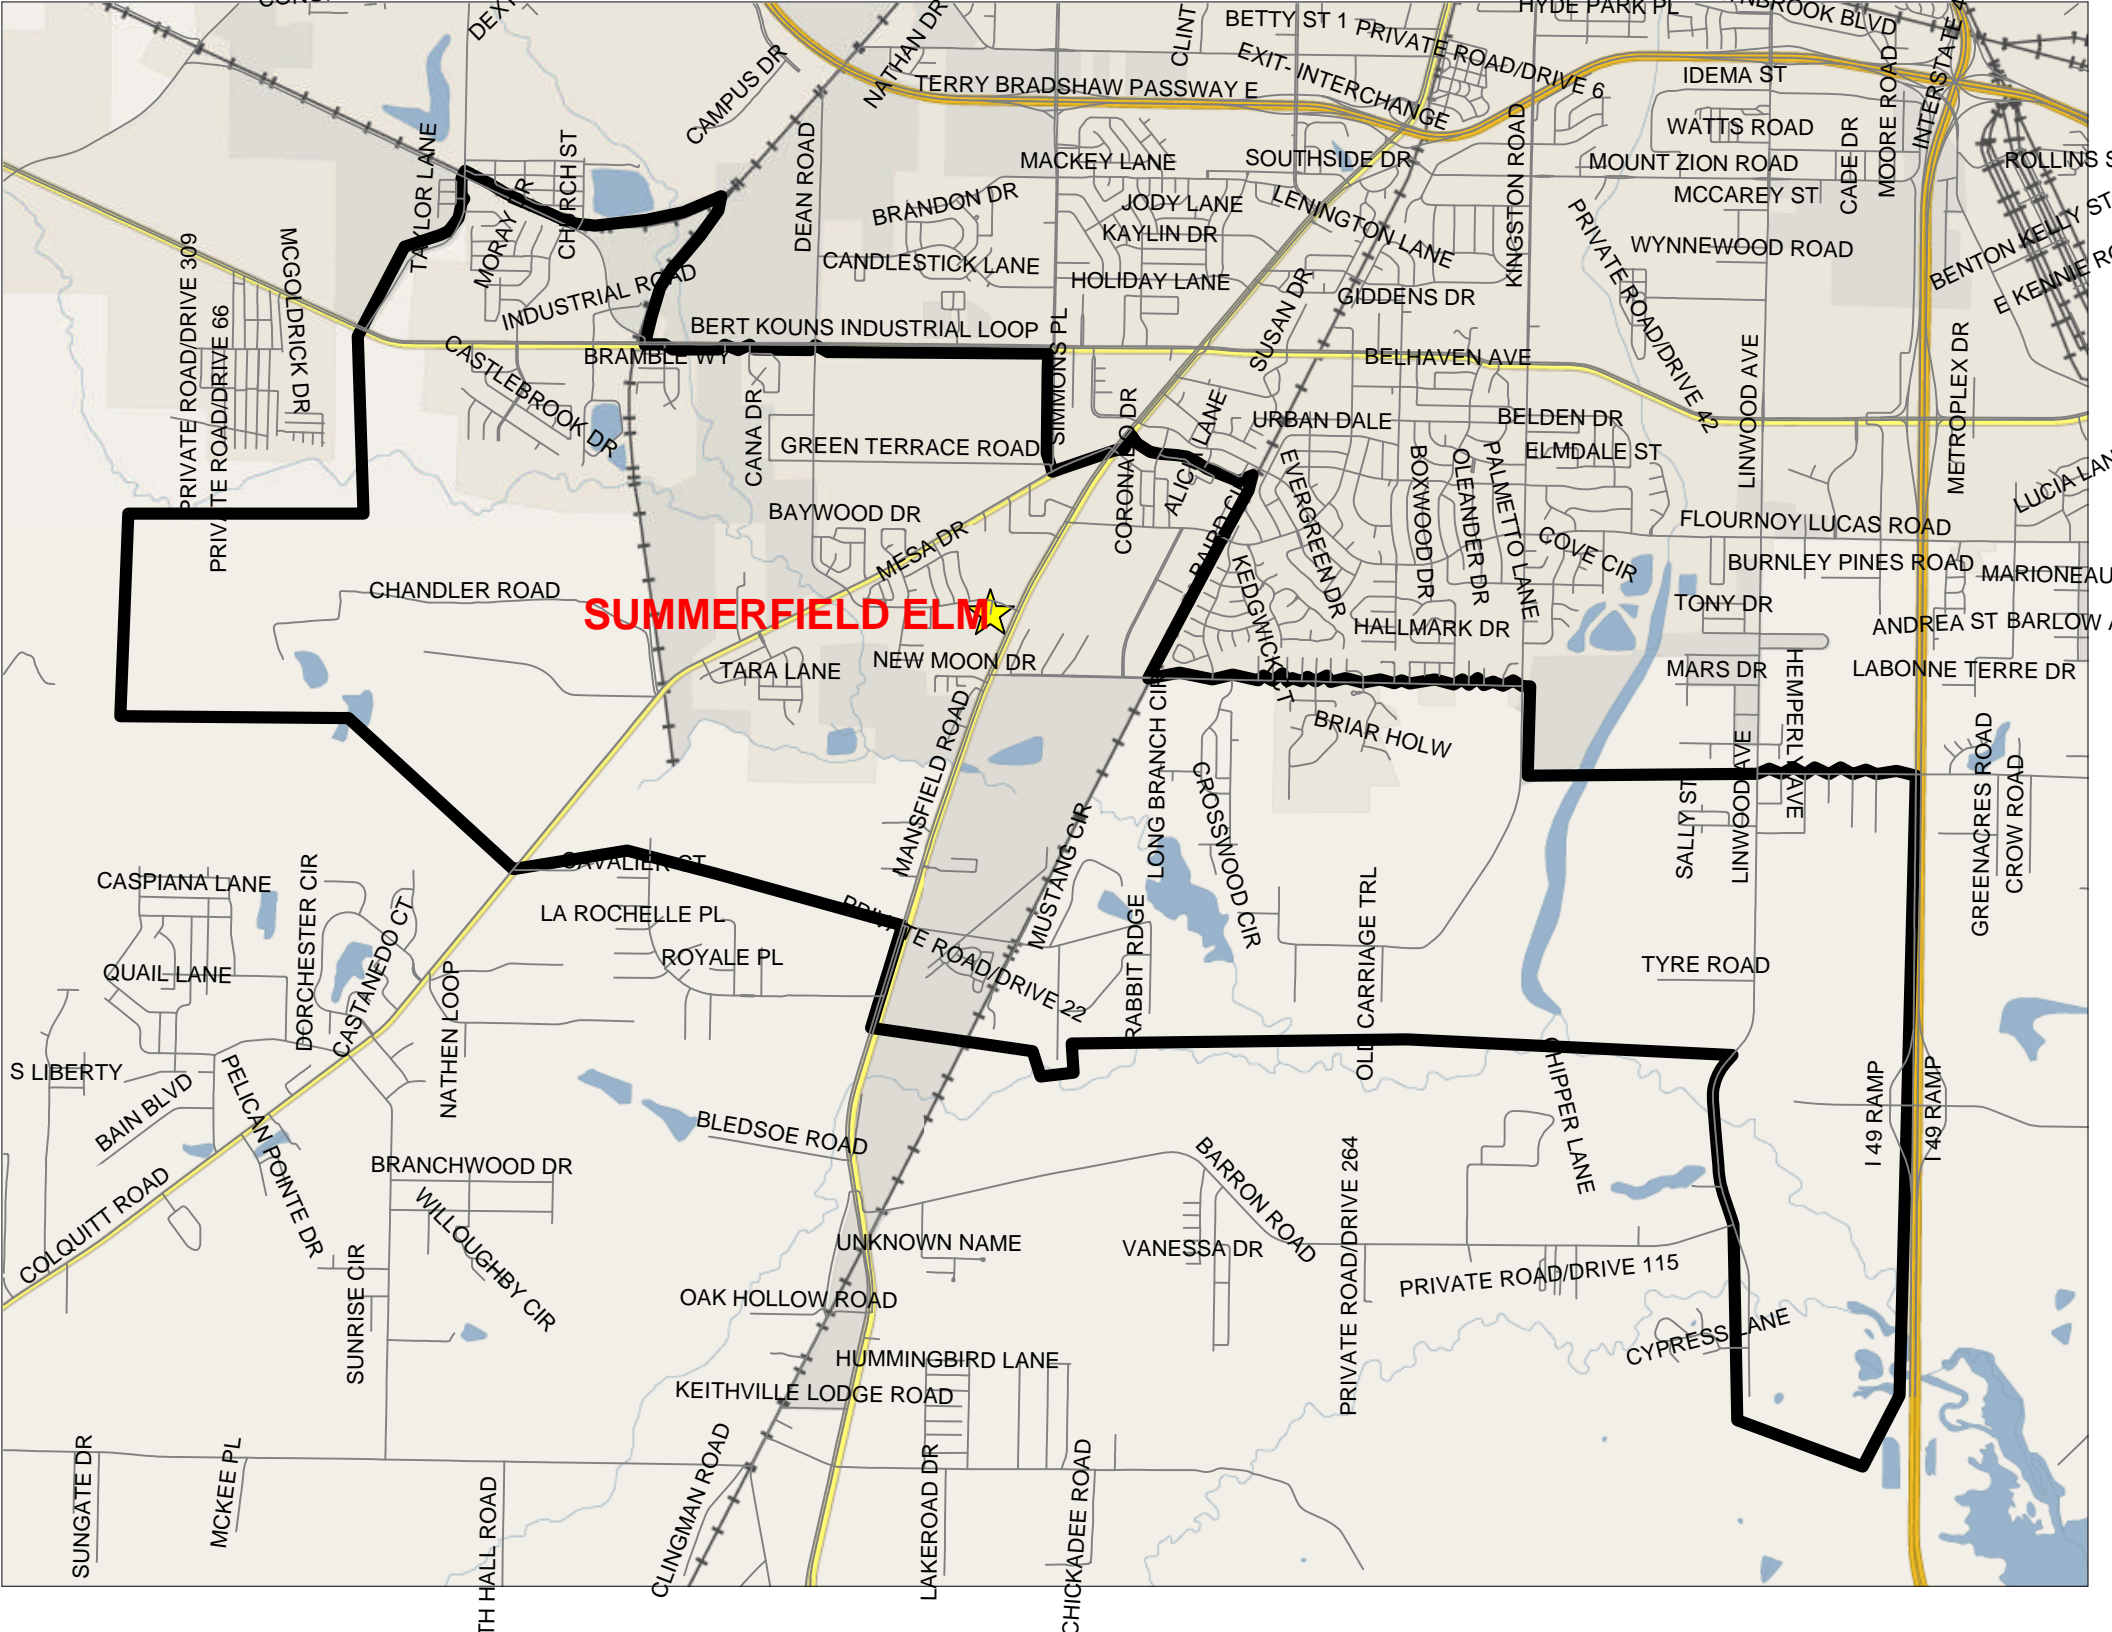 BETTY ST 1
HYDE PARK PL
PRIVATE ROAD/DRIVE 6
EXIT- INTERCHANGE
CAMPUS DR
NATHAN DR
TERRY BRADSHAW PASSWAY E
IDEMA ST
MOORE ROAD
WATTS ROAD
CADE DR
TAYLOR LANE
CHURCH ST
DEAN ROAD
MACKEY LANE
SOUTHSIDE DR
KINGSTON ROAD
MOUNT ZION ROAD
MCCAREY ST
MORAY DR
BRANDON DR
JODY LANE
LENINGTON LANE
KAYLIN DR
WYNNEWOOD ROAD
BENTON KELLY ST
PRIVATE ROAD/DRIVE 309
MCGOLDRICK DR
PRIVATE ROAD/DRIVE 66
INDUSTRIAL ROAD
CANDLESTICK LANE
HOLIDAY LANE
SUSAN DR
GIDDENS DR
PRIVATE ROAD/DRIVE 42
BERT KOUNS INDUSTRIAL LOOP
SIMMONS PL
BRAMBLE WY
BELHAVEN AVE
LINWOOD AVE
METROPLEX DR
CASTLEBROOK DR
CANA DR
CORONADO DR
ALICIA LANE
URBAN DALE
BELDEN DR
GREEN TERRACE ROAD
ELMDALE ST
BOXWOOD DR
OLEANDER DR
PALMETTO LANE
EVERGREEN DR
BAIRD CIR
BAYWOOD DR
MESA DR
FLOURNOY LUCAS ROAD
COVE CIR
BURNLEY PINES ROAD
CHANDLER ROAD
SUMMERFIELD ELM
KEDGWICK CT
TONY DR
HALLMARK DR
ANDREA ST
TARA LANE
NEW MOON DR
MARS DR
HEMPERLY AVE
LABONNE TERRE DR
MANSFIELD ROAD
LONG BRANCH CIR
BRIAR HOLW
CROSSWOOD CIR
MUSTANG CIR
SALLY ST
LINWOOD AVE
GREENACRES ROAD
CROW ROAD
CAVALIER ST
CASPIANA LANE
DORCHESTER CIR
CASTANEDO CT
LA ROCHELLE PL
PRIVATE ROAD/DRIVE 22
RABBIT RDGE
OLD CARRIAGE TRL
ROYALE PL
TYRE ROAD
QUAIL LANE
NATHEN LOOP
S LIBERTY
BAIN BLVD
PELICAN POINTE DR
CHIPPER LANE
I 49 RAMP
I 49 RAMP
BLEDSOE ROAD
BRANCHWOOD DR
BARRON ROAD
PRIVATE ROAD/DRIVE 264
COLQUITT ROAD
WILLOUGHBY CIR
UNKNOWN NAME
VANESSA DR
PRIVATE ROAD/DRIVE 115
SUNRISE CIR
OAK HOLLOW ROAD
CYPRESS LANE
HUMMINGBIRD LANE
KEITHVILLE LODGE ROAD
SUNGATE DR
MCKEE PL
CLINGMAN ROAD
LAKEROAD DR
CHICKADEE ROAD
TH HALL ROAD